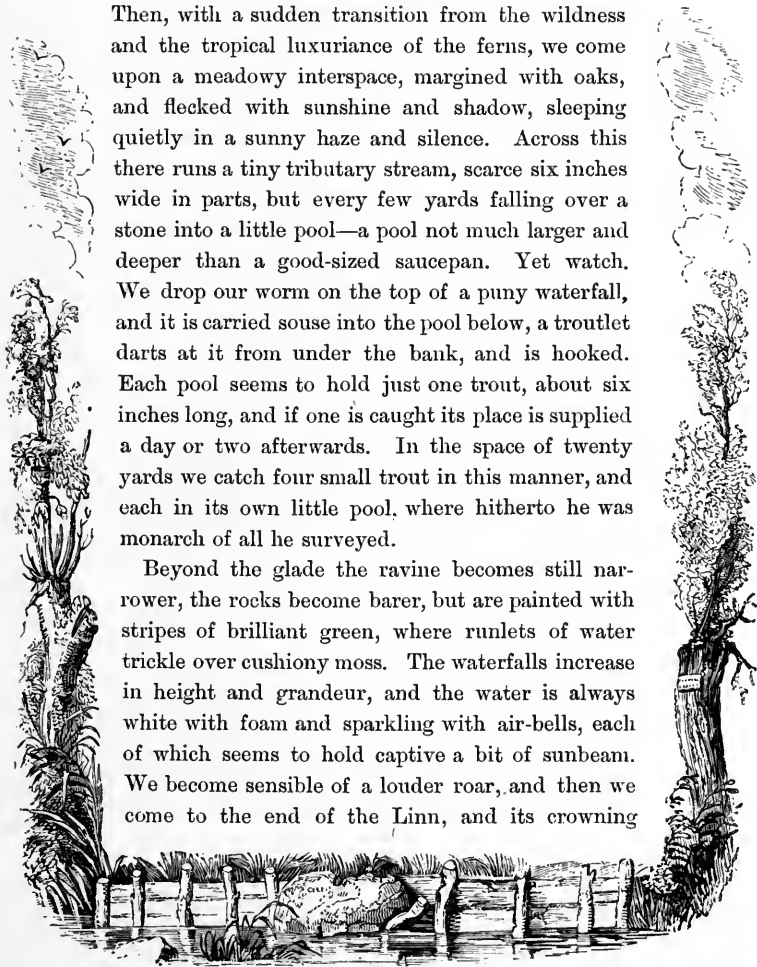 Then, with a sudden transition from the wildness
and the tropical luxuriance of the ferns, we come
upon a meadowy interspace, margined with oaks,
and flecked with sunshine and shadow, sleeping
quietly in a sunny haze and silence. Across this
there runs a tiny tributary stream, scarce six inches
wide in parts, but every few yards falling over a
stone into a little pool—a pool not much larger and
deeper than a good-sized saucepan. Yet watch.
We drop our worm on the top of a puny waterfall,
and it is carried souse into the pool below, a troutlet
darts at it from under the bank, and is hooked.
Each pool seems to hold just one trout, about six
inches long, and if one is caught its place is supplied
a day or two afterwards. In the space of twenty
yards we catch four small trout in this manner, and
each in its own little pool. where hitherto he was
monarch of all he surveyed.
Beyond the glade the ravine becomes still nar-
rower, the rocks become barer, but are painted with
stripes of brilliant green, where runlets of water
trickle over cushiony moss. The waterfalls increase
in height and grandeur, and the water is always
white with foam and sparkling with air-bells, each
of which seems to hold captive a bit of sunbeam.
We become sensible of a louder roar, and then we
come to the end of the Linn, and its crowning